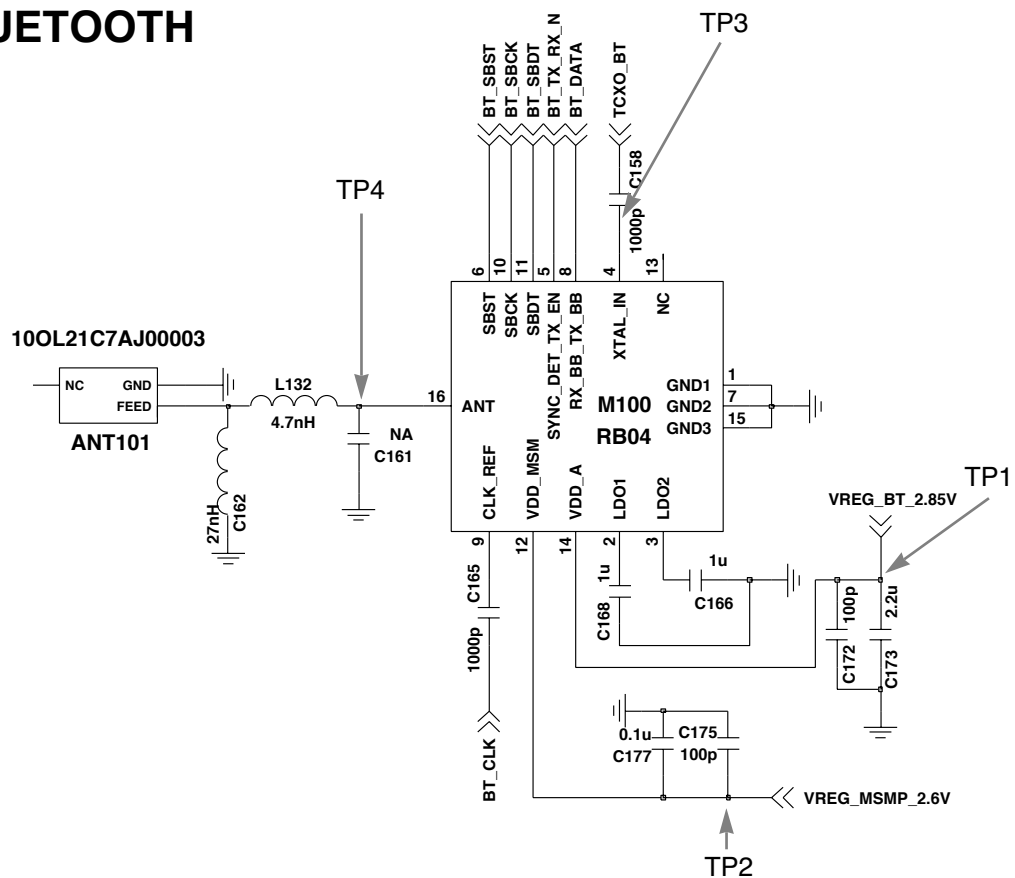 UETOOTH
TP3
BT_SBST
BT_SBCK
BT_SBDT
BT_TX_RX_N
BT_DATA
TCXO_BT
C158
1000p
TP4
6
10
11
5
8
4
13
SBST
SBCK
SBDT
SYNC_DET_TX_EN
RX_BB_TX_BB
XTAL_IN
NC
10OL21C7AJ00003
NC
GND
FEED
ANT101
L132
4.7nH
NA
C161
27nH
C162
16
ANT
M100
RB04
GND1
GND2
GND3
1
7
15
CLK_REF
VDD_MSM
VDD_A
LDO1
LDO2
9
12
14
2
3
C165
1000p
BT_CLK
1u
C168
1u
C166
TP1
VREG_BT_2.85V
100p
C172
2.2u
C173
0.1u
C177
C175
100p
VREG_MSMP_2.6V
TP2